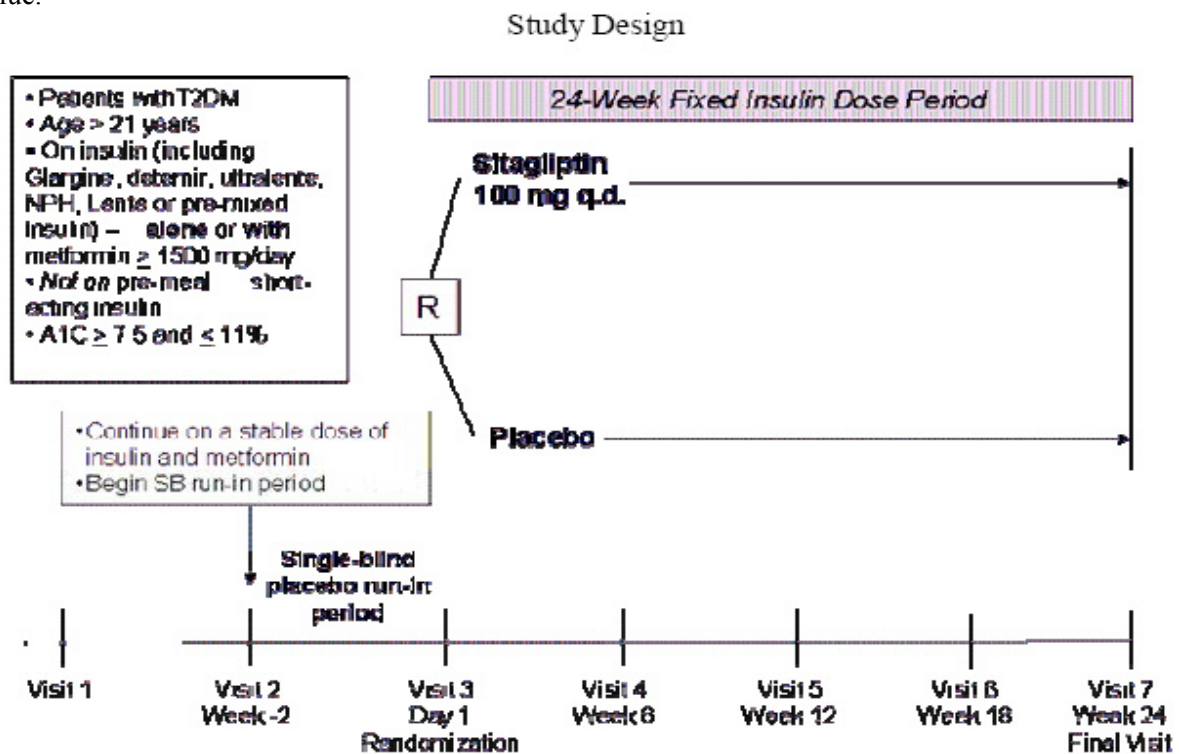 Study Design
• Patients with T2DM
• Age > 21 years
• On insulin (including
Glargine, detemir, ultralente,
NPH, Lente or pre-mixed
insulin) – alone or with
metformin ≥ 1500 mg/day
• Not on pre-meal short-
acting insulin
• A1C ≥ 7.5 and ≤ 11%
24-Week Fixed Insulin Dose Period
Sitagliptin
100 mg q.d.
R
Placebo
•Continue on a stable dose of
insulin and metformin
•Begin SB run-in period
Single-blind
placebo run-in
period
Visit 1
Visit 2
Week -2
Visit 3
Day 1
Randomization
Visit 4
Week 6
Visit 5
Week 12
Visit 6
Week 18
Visit 7
Week 24
Final Visit